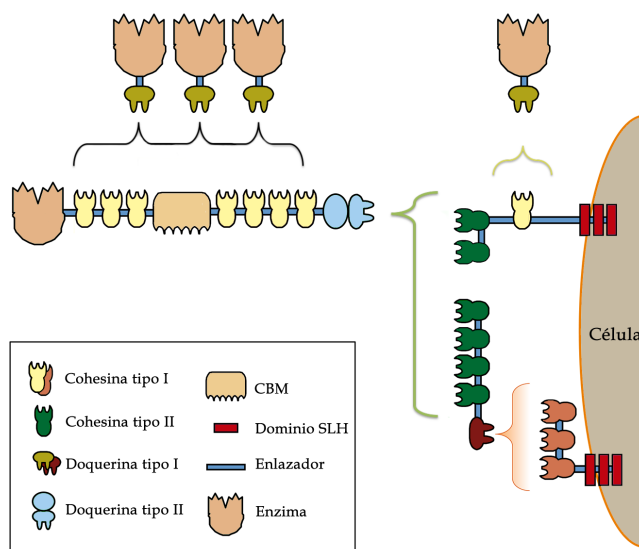 Célula
Cohesina tipo I
CBM
Cohesina tipo II
Dominio SLH
Doquerina tipo I
Enlazador
Doquerina tipo II
Enzima